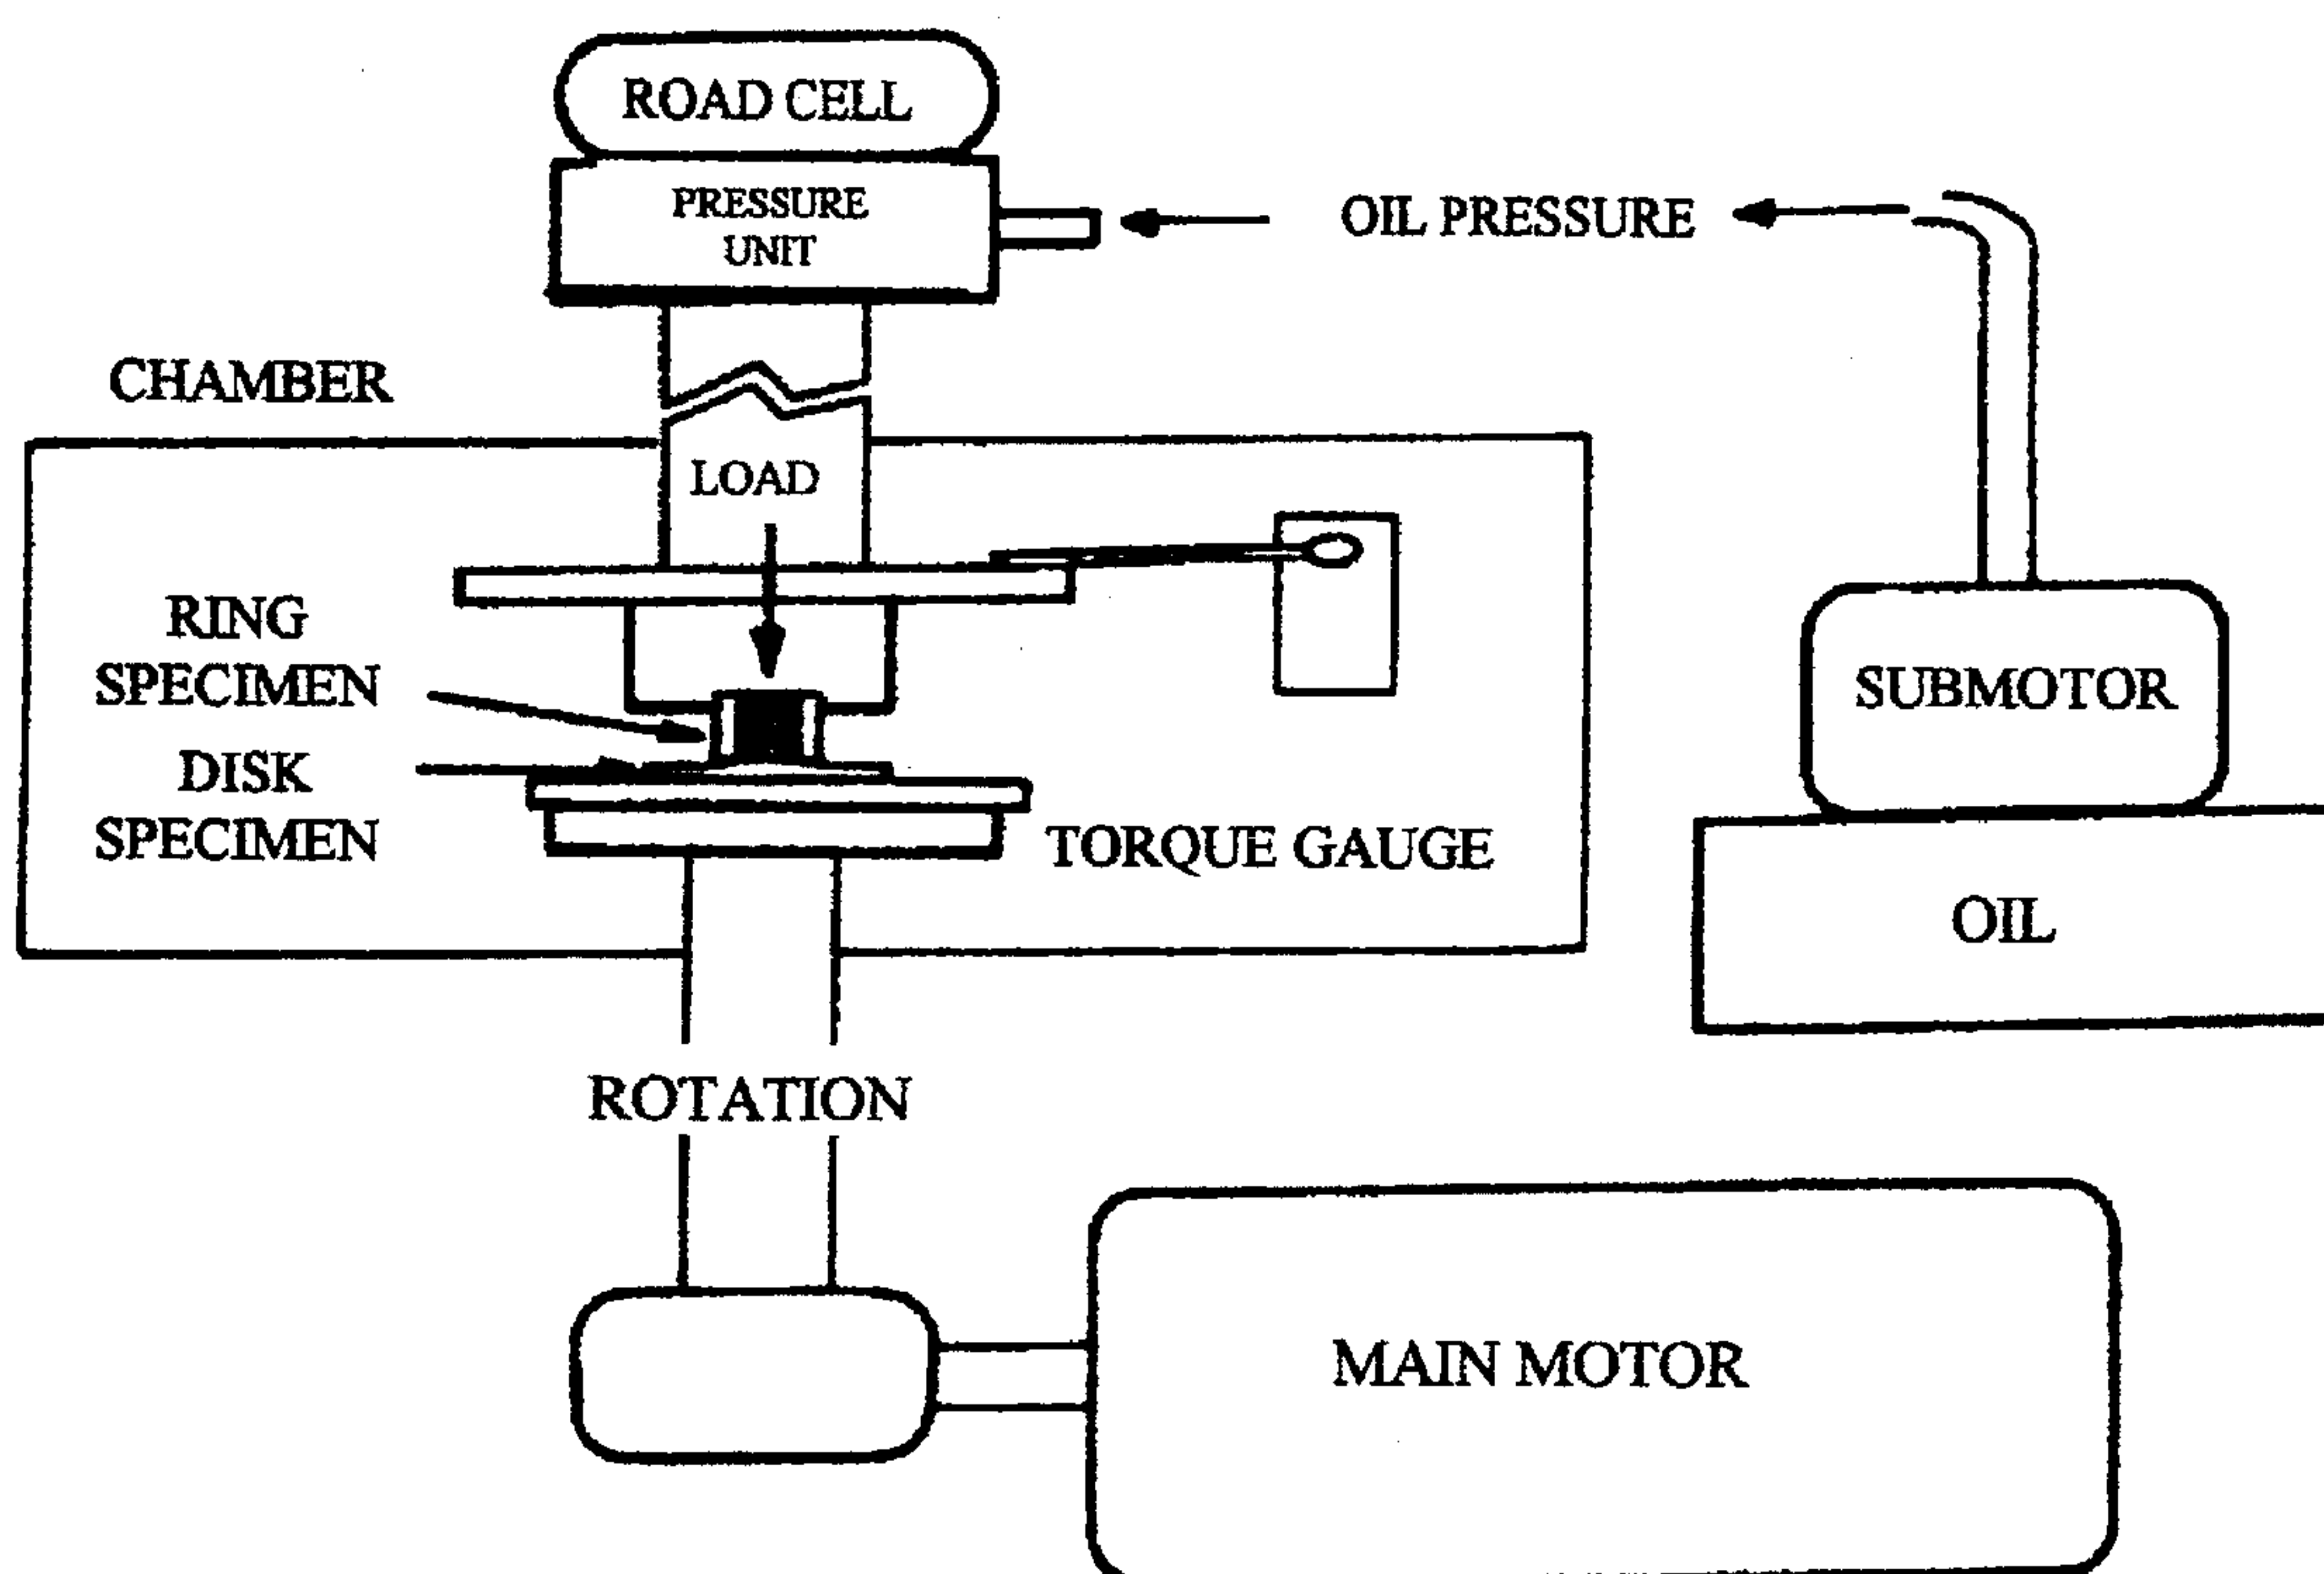 ROAD CELL
PRESSURE
UNIT
OIL PRESSURE
CHAMBER
LOAD
RING
SPECIMEN
DISK
SPECIMEN
TORQUE GAUGE
SUBMOTOR
OIL
ROTATION
MAIN MOTOR